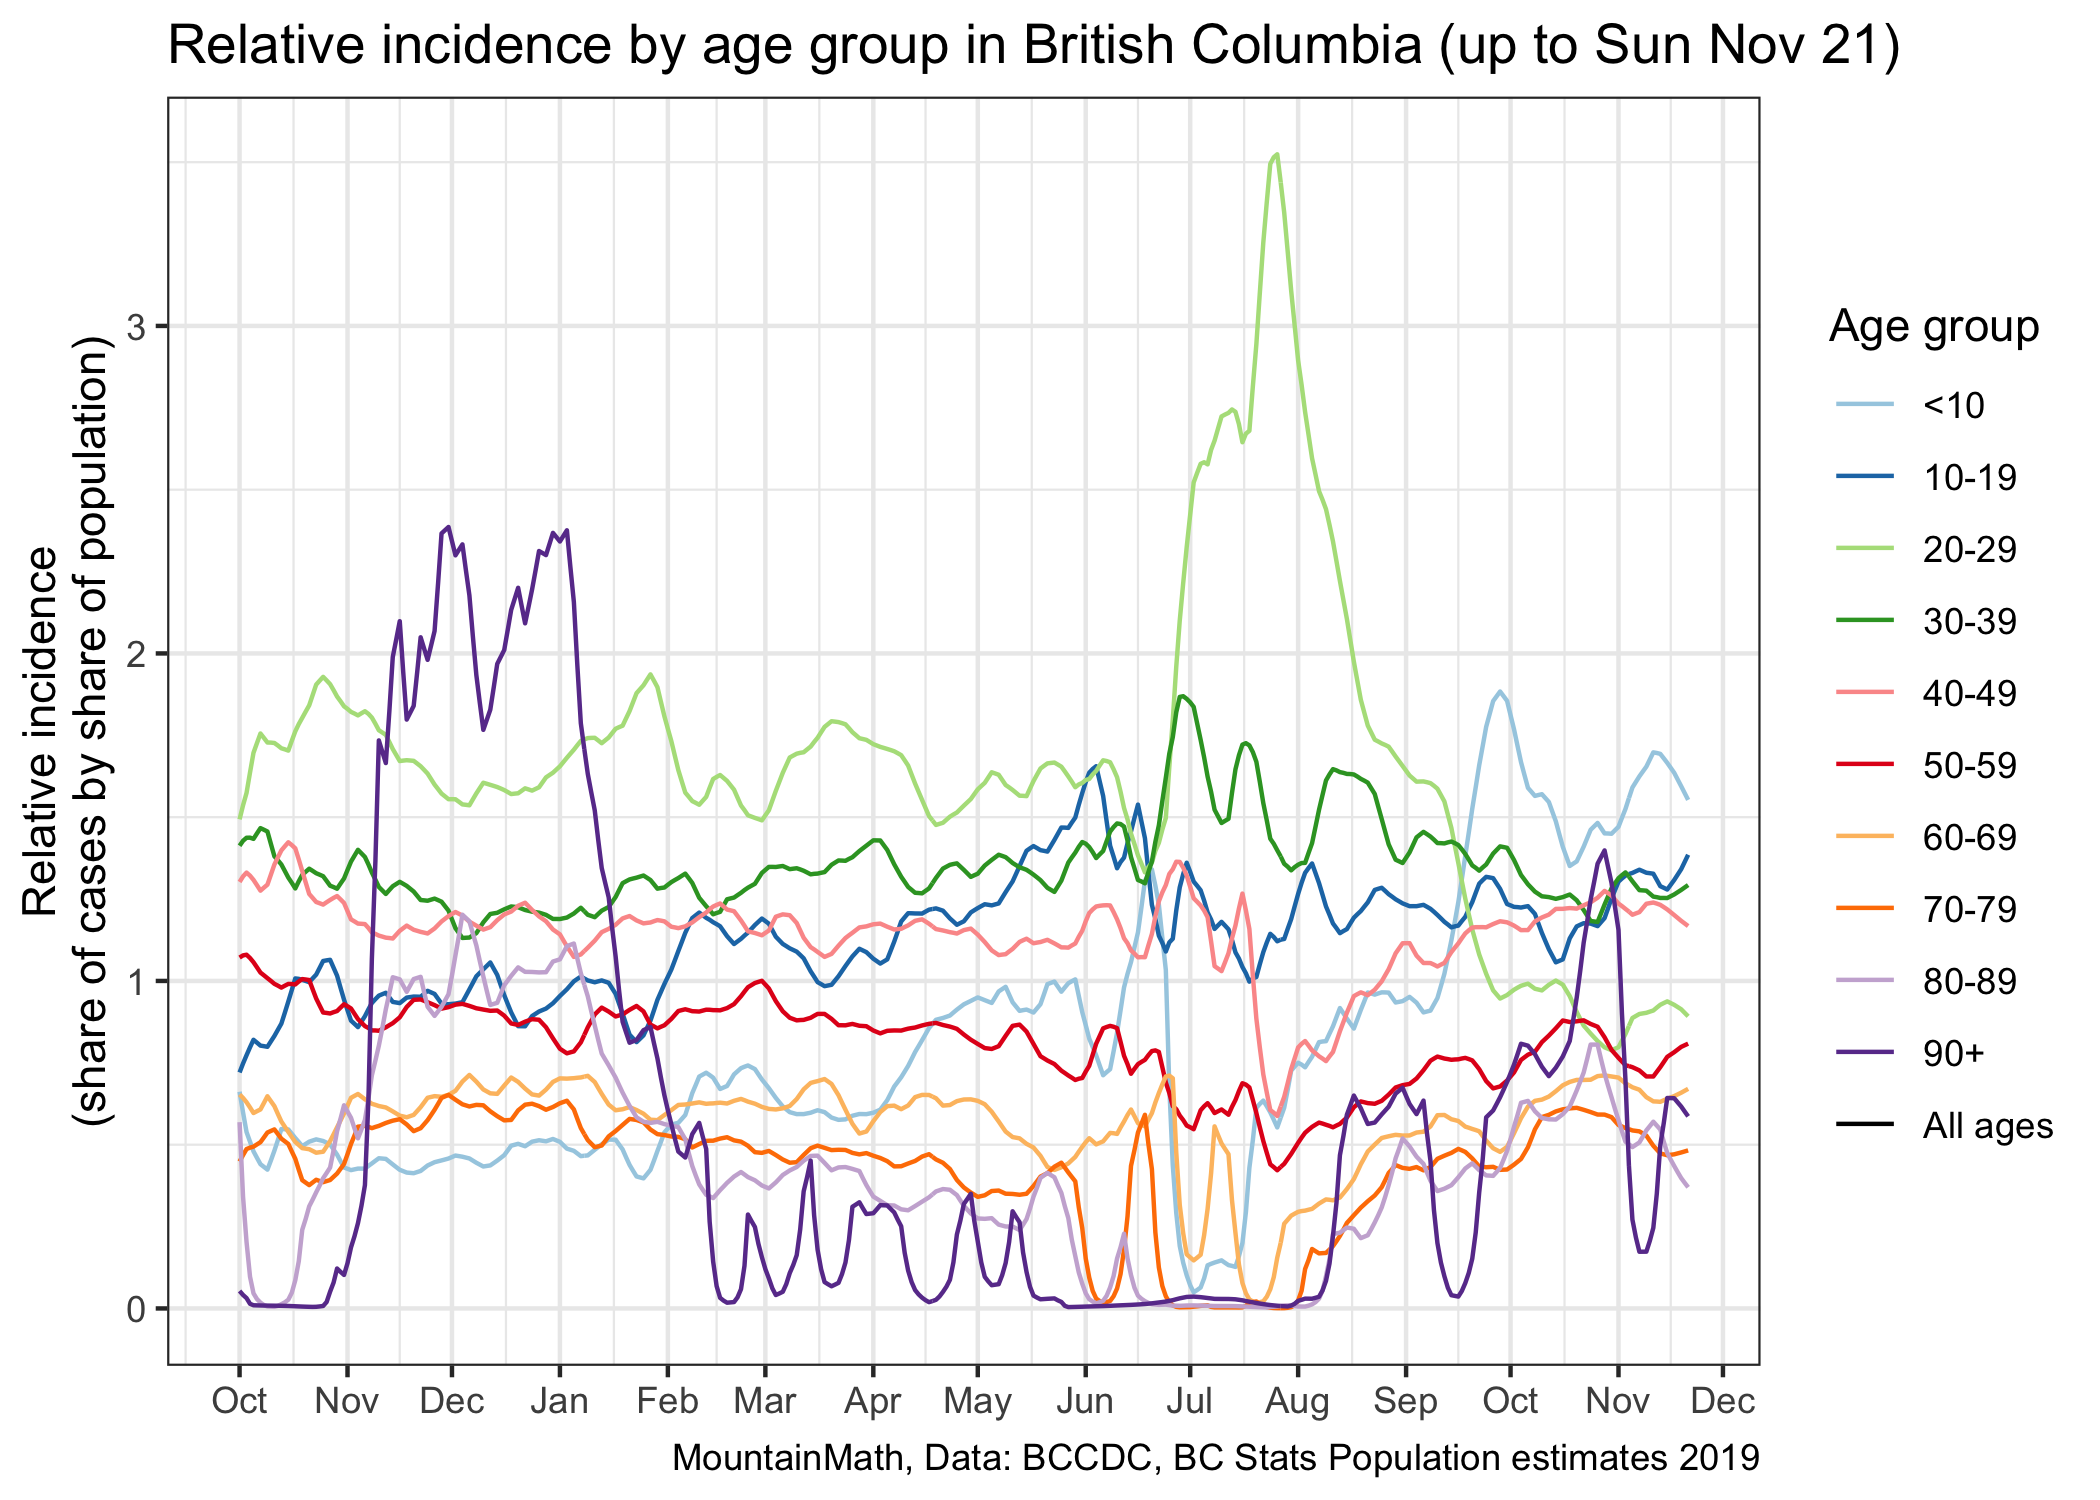 Relative incidence by age group in British Columbia (up to Sun Nov 21)
Relative incidence
(share of cases by share of population)
3
2
1
0
Oct Nov Dec Jan Feb Mar Apr May Jun Jul Aug Sep Oct Nov Dec
Age group
<10
10-19
20-29
30-39
40-49
50-59
60-69
70-79
80-89
90+
All ages
MountainMath, Data: BCCDC, BC Stats Population estimates 2019